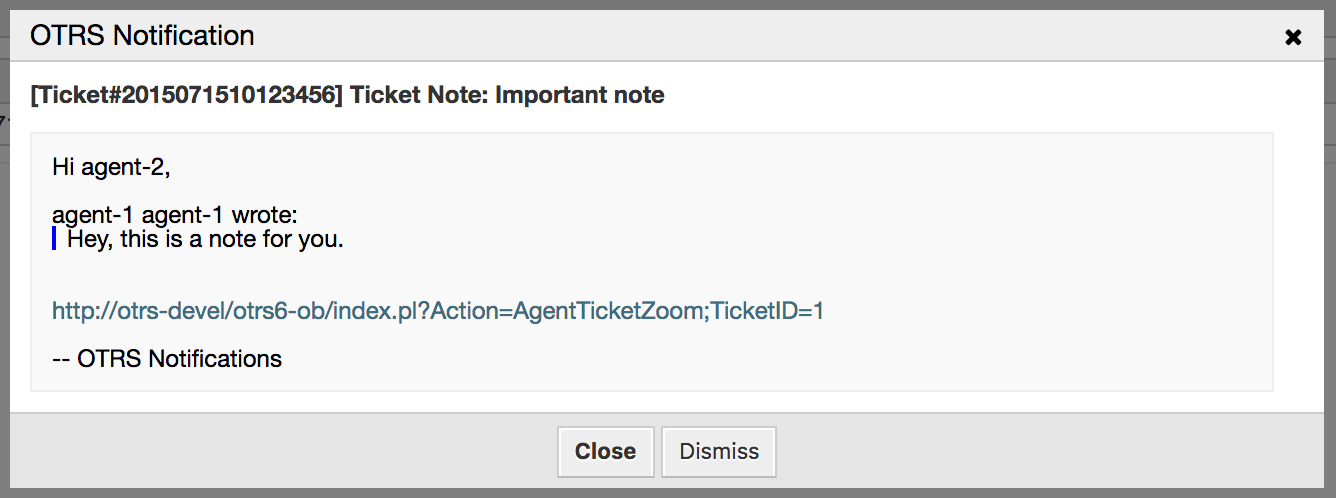 OTRS Notification
[Ticket#2015071510123456] Ticket Note: Important note
Hi agent-2,
agent-1 agent-1 wrote:
Hey, this is a note for you.
http://otrs-devel/otrs6-ob/index.pl?Action=AgentTicketZoom;TicketID=1
-- OTRS Notifications
Close
Dismiss